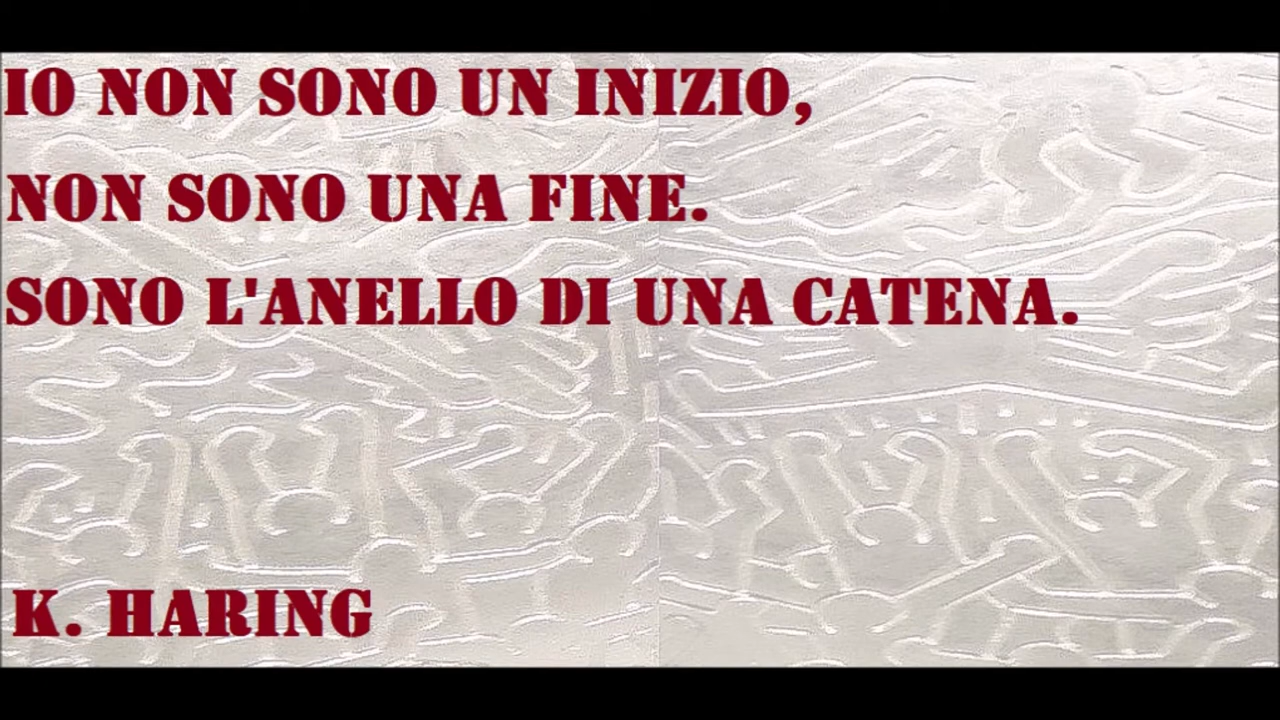 IO NON SONO UN INIZIO,
NON SONO UNA FINE.
SONO L'ANELLO DI UNA CATENA.
K. HARING